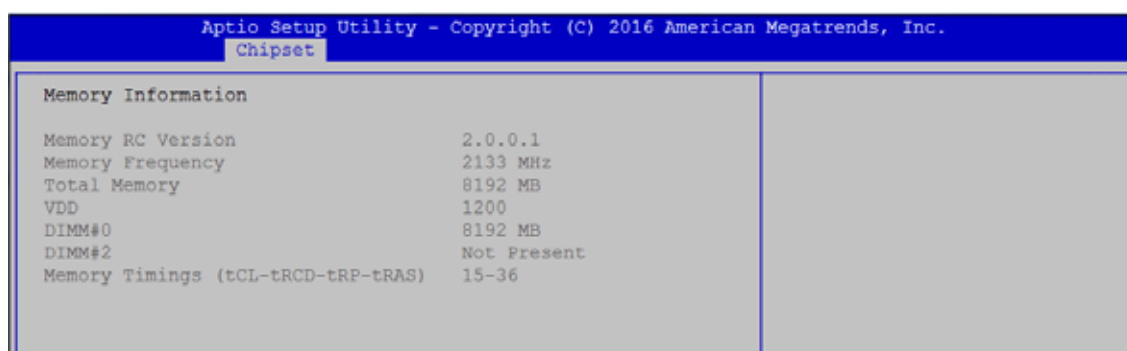 Aptio Setup Utility - Copyright (C) 2016 American Megatrends, Inc.
Chipset
Memory Information
Memory RC Version 2.0.0.1
Memory Frequency 2133 MHz
Total Memory 8192 MB
VDD 1200
DIMM#0 8192 MB
DIMM#2 Not Present
Memory Timings (tCL-tRCD-tRP-tRAS) 15-36